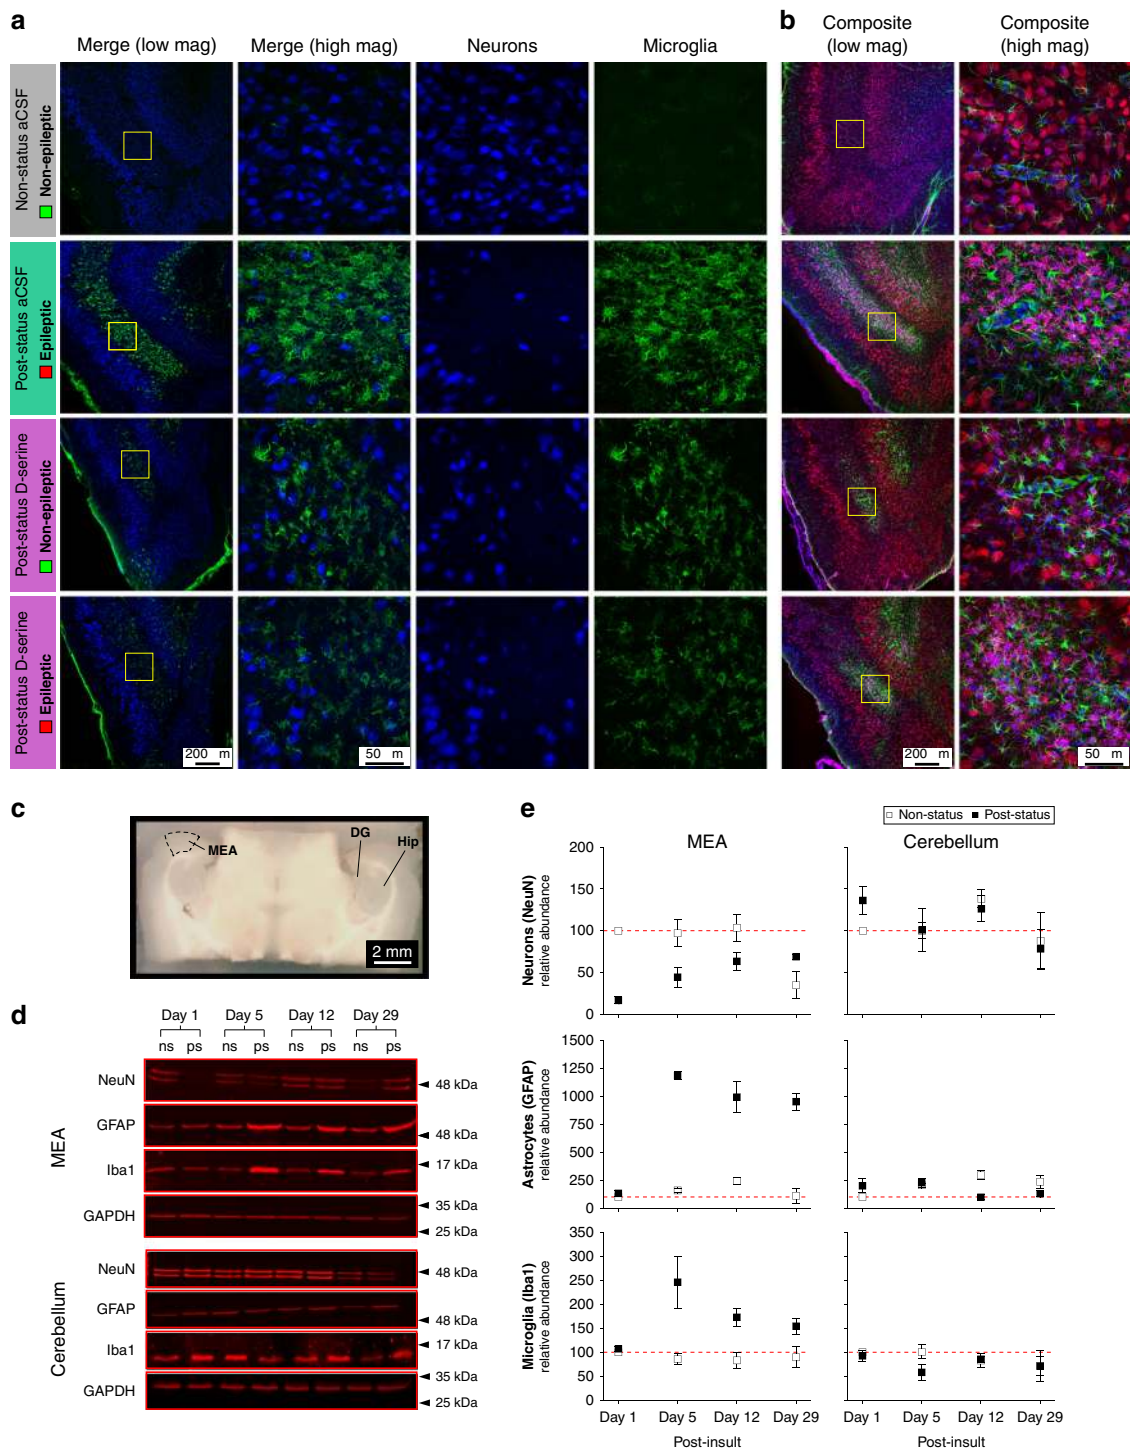 a
Merge (low mag)
Merge (high mag)
Neurons
Microglia
b
Composite
(low mag)
Composite
(high mag)
Non-status aCSF
Non-epileptic
Post-status aCSF
Epileptic
Post-status D-serine
Non-epileptic
Post-status D-serine
Epileptic
200 m
50 m
200 m
50 m
c
MEA
DG
Hip
2 mm
d
Day 1
Day 5
Day 12
Day 29
ns ps ns ps ns ps ns ps
MEA
NeuN
48 kDa
GFAP
48 kDa
Iba1
17 kDa
GAPDH
35 kDa
25 kDa
Cerebellum
NeuN
48 kDa
GFAP
48 kDa
Iba1
17 kDa
GAPDH
35 kDa
25 kDa
e
Non-status
Post-status
MEA
Cerebellum
Neurons (NeuN)
relative abundance
200
150
100
50
0
Astrocytes (GFAP)
relative abundance
1500
1250
1000
750
500
250
0
Microglia (Iba1)
relative abundance
350
300
250
200
150
100
50
0
Day 1 Day 5 Day 12 Day 29
Post-insult
Day 1 Day 5 Day 12 Day 29
Post-insult